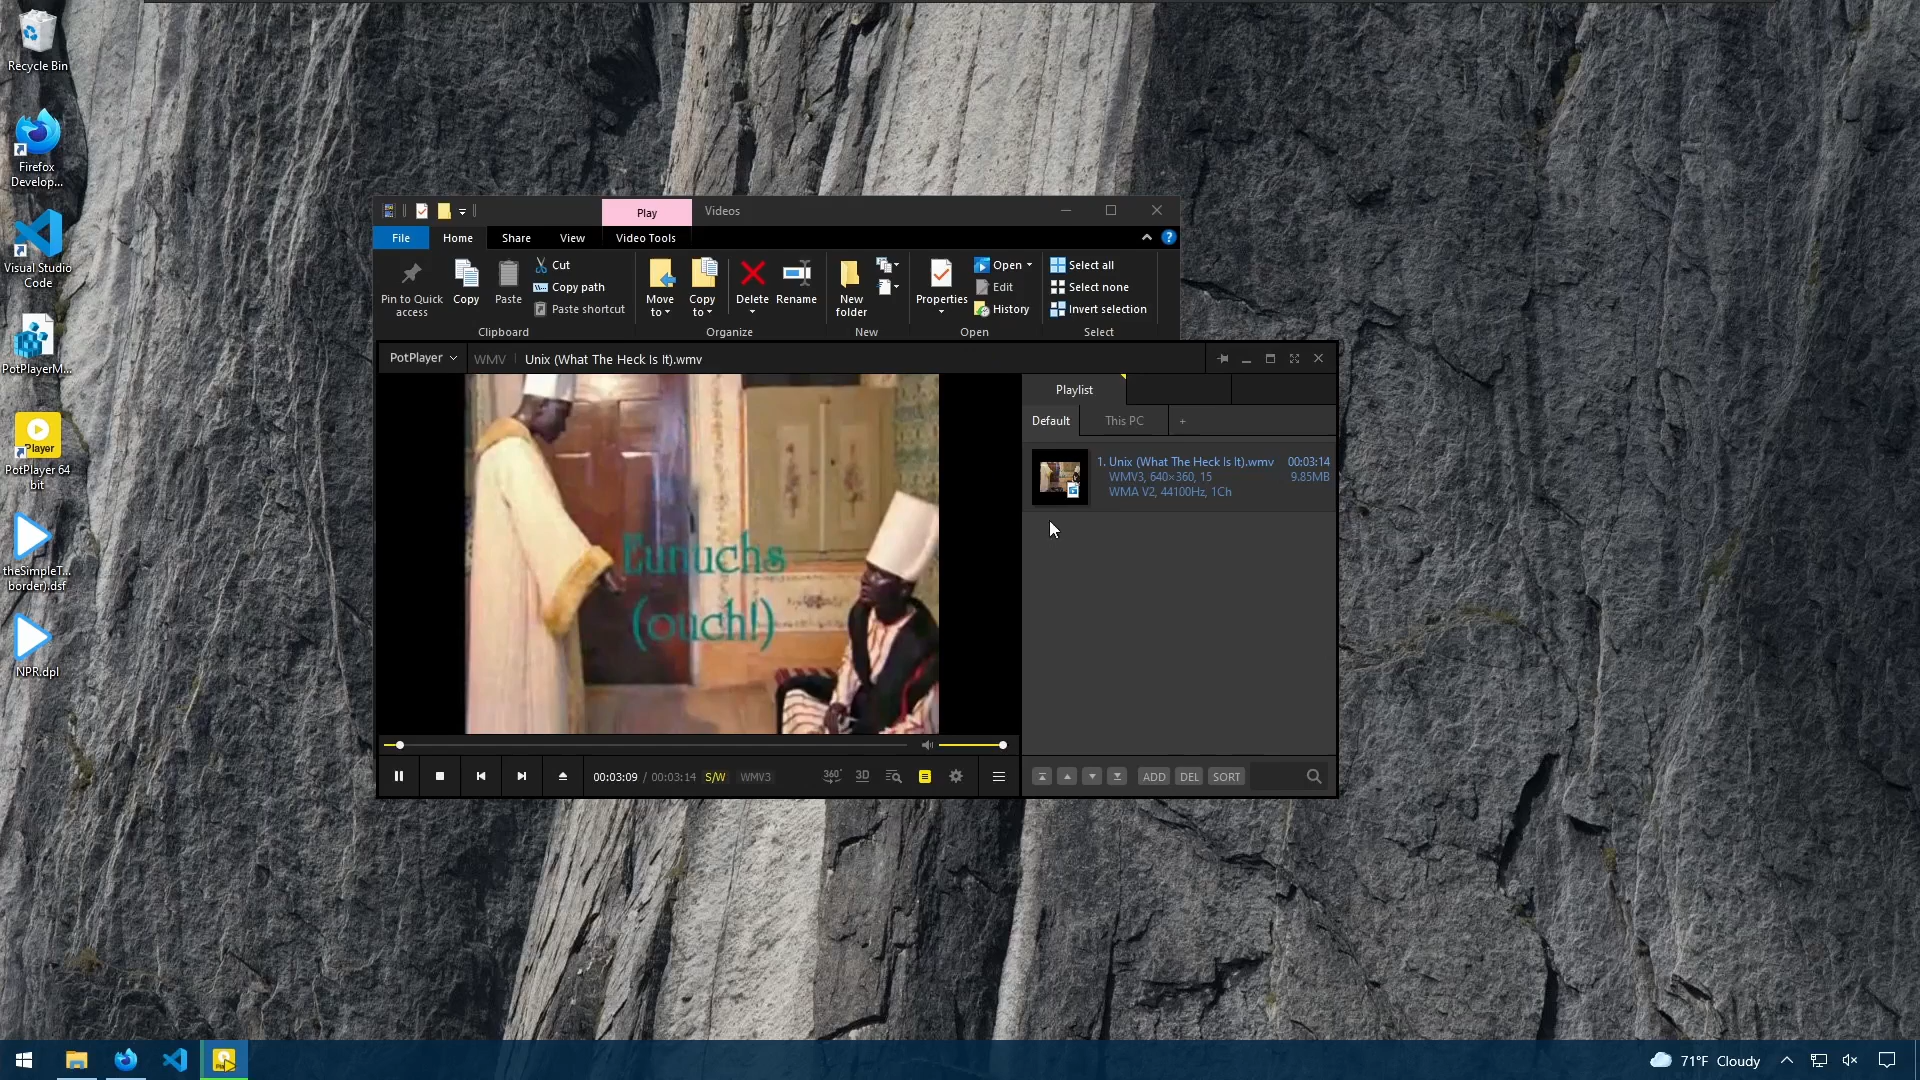 Recycle Bin
Firefox
Develop...
Visual Studio
Code
PotPlayerM...
Player
PotPlayer 64
bit
theSimpleT...
border).dsf
NPR.dpl
Play
Videos
File
Home
Share
View
Video Tools
?
Pin to Quick
access
Copy
Paste
Cut
Copy path
Paste shortcut
Clipboard
Move
to
Copy
to
Delete
Rename
Organize
New
folder
New
Properties
Open
Edit
History
Open
Select all
Select none
Invert selection
Select
PotPlayer
WMV
Unix (What The Heck Is It).wmv
Eunuchs
(ouch!)
Playlist
Default
This PC
+
1. Unix (What The Heck Is It).wmv
00:03:14
WMV3, 640×360, 15
9.85MB
WMA V2, 44100Hz, 1Ch
00:03:09 / 00:03:14
S/W
WMV3
360°
3D
ADD
DEL
SORT
71°F Cloudy